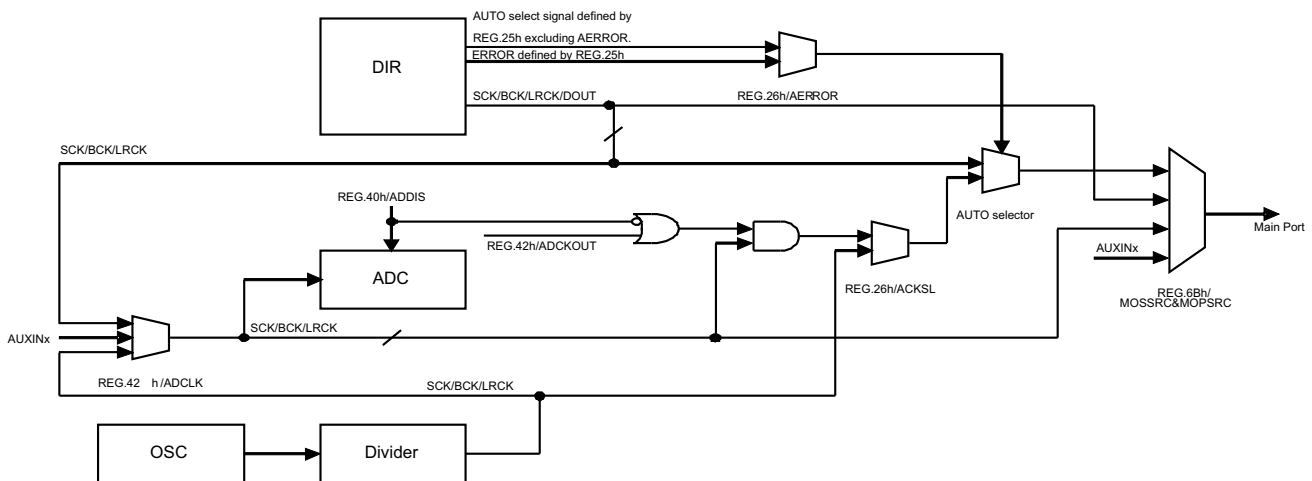 AUTO select signal defined by
REG.25h excluding AERROR.
ERROR defined by REG.25h
DIR
SCK/BCK/LRCK/DOUT
REG.26h/AERROR
SCK/BCK/LRCK
REG.40h/ADDIS
AUTO selector
REG.42h/ADCKOUT
Main Port
AUXINx
ADC
REG.26h/ACKSL
REG.6Bh/
MOSSRC&MOPSRC
SCK/BCK/LRCK
AUXINx
REG.42 h/ADCLK
SCK/BCK/LRCK
OSC
Divider